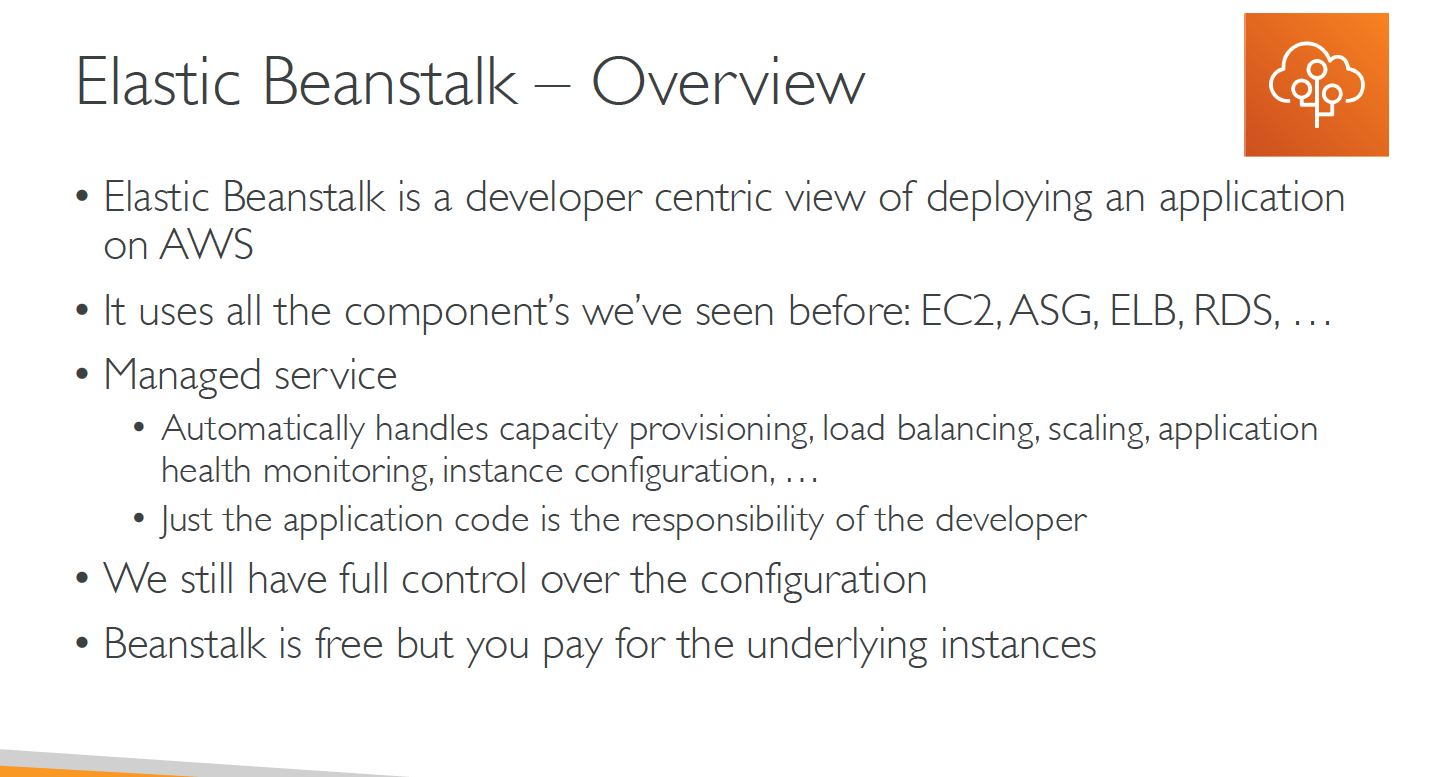 Elastic Beanstalk – Overview
• Elastic Beanstalk is a developer centric view of deploying an application
on AWS
• It uses all the component’s we’ve seen before: EC2, ASG, ELB, RDS, …
• Managed service
• Automatically handles capacity provisioning, load balancing, scaling, application
health monitoring, instance configuration, …
• Just the application code is the responsibility of the developer
• We still have full control over the configuration
• Beanstalk is free but you pay for the underlying instances